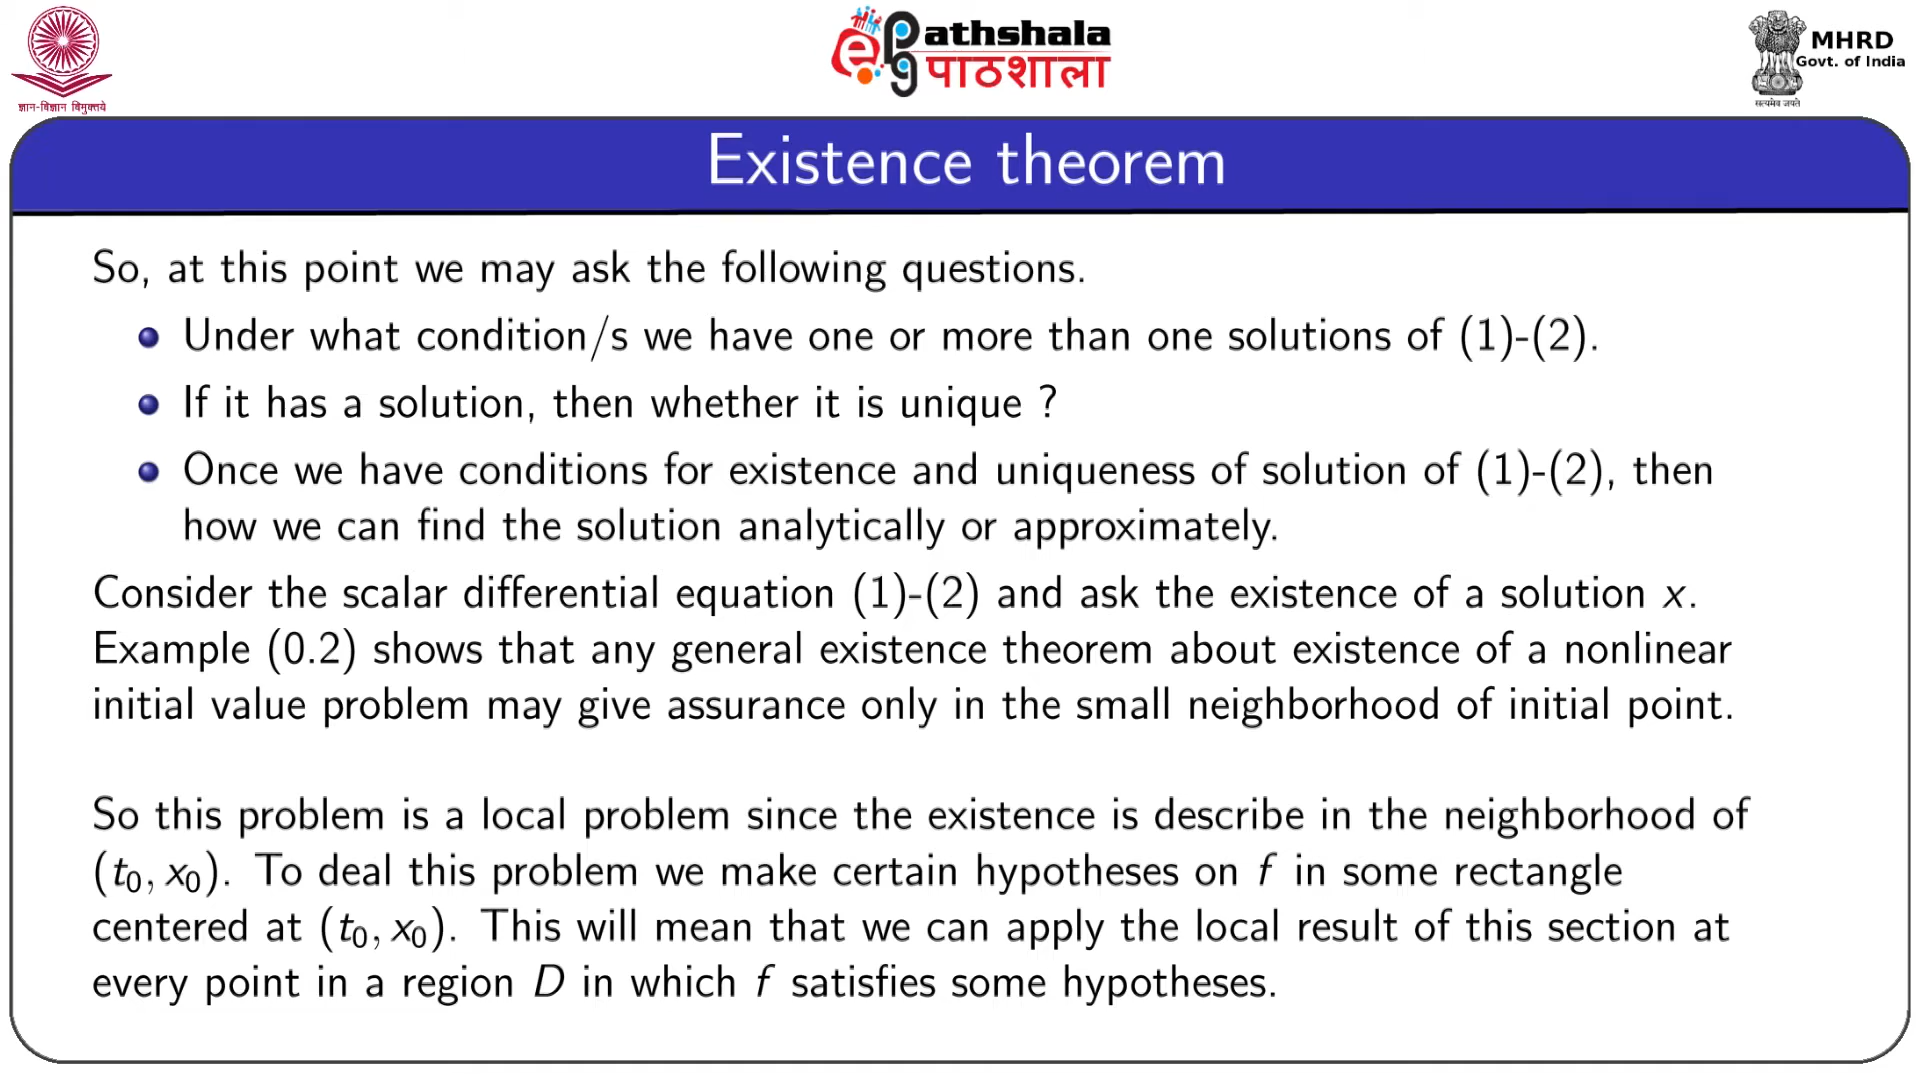 ज्ञान-विज्ञान विमुक्तये
ePG Pathshala
पाठशाला
MHRD
Govt. of India
सत्यमेव जयते
Existence theorem
So, at this point we may ask the following questions.
Under what condition/s we have one or more than one solutions of (1)-(2).
If it has a solution, then whether it is unique ?
Once we have conditions for existence and uniqueness of solution of (1)-(2), then
how we can find the solution analytically or approximately.
Consider the scalar differential equation (1)-(2) and ask the existence of a solution x.
Example (0.2) shows that any general existence theorem about existence of a nonlinear
initial value problem may give assurance only in the small neighborhood of initial point.
So this problem is a local problem since the existence is describe in the neighborhood of
(t₀, x₀). To deal this problem we make certain hypotheses on f in some rectangle
centered at (t₀, x₀). This will mean that we can apply the local result of this section at
every point in a region D in which f satisfies some hypotheses.